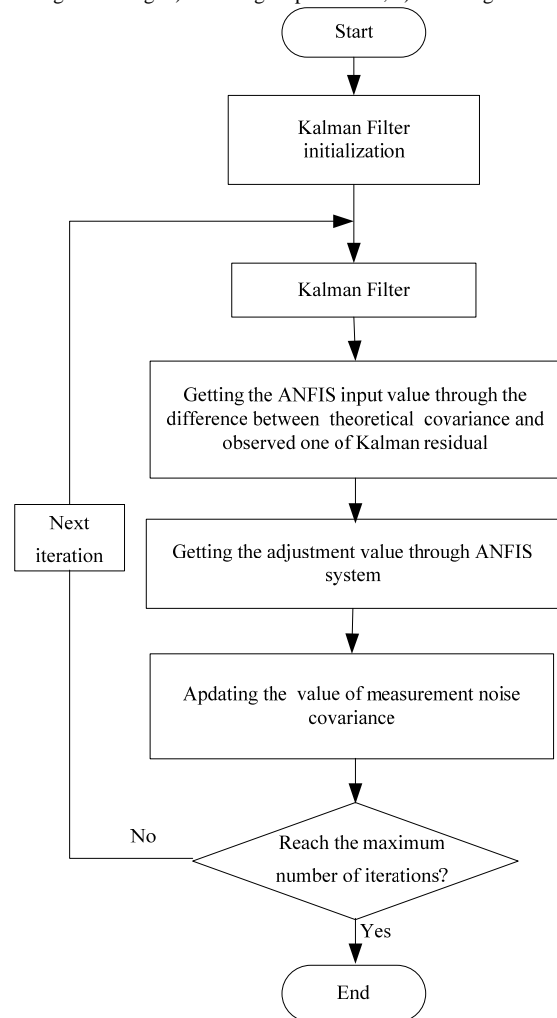 Start
Kalman Filter
initialization
Kalman Filter
Getting the ANFIS input value through the
difference between theoretical covariance and
observed one of Kalman residual
Next
iteration
Getting the adjustment value through ANFIS
system
Apdating the value of measurement noise
covariance
No
Reach the maximum
number of iterations?
Yes
End